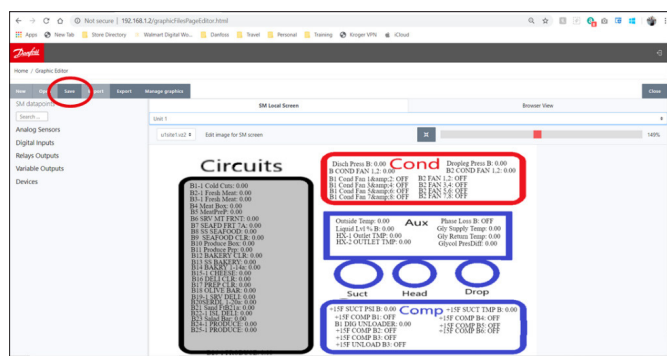 Not secure | 192.168.1.2/graphicFilesPageEditor.html
Apps New Tab Store Directory Walmart Digital Wo... Danfoss Travel Personal Training Kroger VPN iCloud
Danfoss
Home / Graphic Editor
New Save Export Manage graphics Close
SM datapoints SM Local Screen Browser View
Search ... Unit 1
Analog Sensors
Digital Inputs
Relays Outputs
Variable Outputs
Devices
u1site1.vz2 Edit image for SM screen 149%
Circuits
B1-1 Cold Cuts: 0.00
B2-1 Fresh Meat: 0.00
B3-1 Fresh Meat: 0.00
B4 Meat Box: 0.00
B5 MeatPreP: 0.00
B6 SRV MT FRNT: 0.00
B7 SEAFD FRT 7A: 0.00
B8 SS SEAFOOD: 0.00
B9 SEAFOOD CLR: 0.00
B10 Produce Box: 0.00
B11 Produce Prp: 0.00
B12 BAKERY CLR: 0.00
B13 SS BAKERY: 0.00
B14 BAKRY 1-14a: 0.00
B15-1 CHEESE: 0.00
B16 DELI CLR: 0.00
B17 PREP CLR: 0.00
B18 OLIVE BAR: 0.00
B19-1 SRV DELI: 0.00
B20SERDL 1-20a: 0.00
B21 Sand FtB21a: 0.00
B22-1 ISL DELI: 0.00
B23 Salad Bar: 0.00
B24-1 PRODUCE: 0.00
B25-1 PRODUCE: 0.00
Cond
Disch Press B: 0.00 Dropleg Press B: 0.00
B COND FAN 1,2: 0.00 B2 COND FAN 1,2: 0.00
B1 Cond Fan 1&amp;2: OFF B2 FAN 1,2: OFF
B1 Cond Fan 3&amp;4: OFF B2 FAN 3,4: OFF
B1 Cond Fan 5&amp;6: OFF B2 FAN 5,6: OFF
B1 Cond Fan 7&amp;8: OFF B2 FAN 7,8: OFF
Aux
Outside Temp: 0.00 Phase Loss B: OFF
Liquid Lvl % B: 0.00 Gly Supply Temp: 0.00
HX-1 Outlet TMP: 0.00 Gly Return Temp: 0.00
HX-2 OUTLET TMP: 0.00 Glycol PresDiff: 0.00
Suct Head Drop
Comp
+15F SUCT PSI B: 0.00 +15F SUCT TMP B: 0.00
+15F COMP B1: OFF +15F COMP B4: OFF
B1 DIG UNLOADER: 0.00 +15F COMP B5: OFF
+15F COMP B2: OFF +15F COMP B6: OFF
+15F COMP B3: OFF
+15F UNLOAD B3: OFF